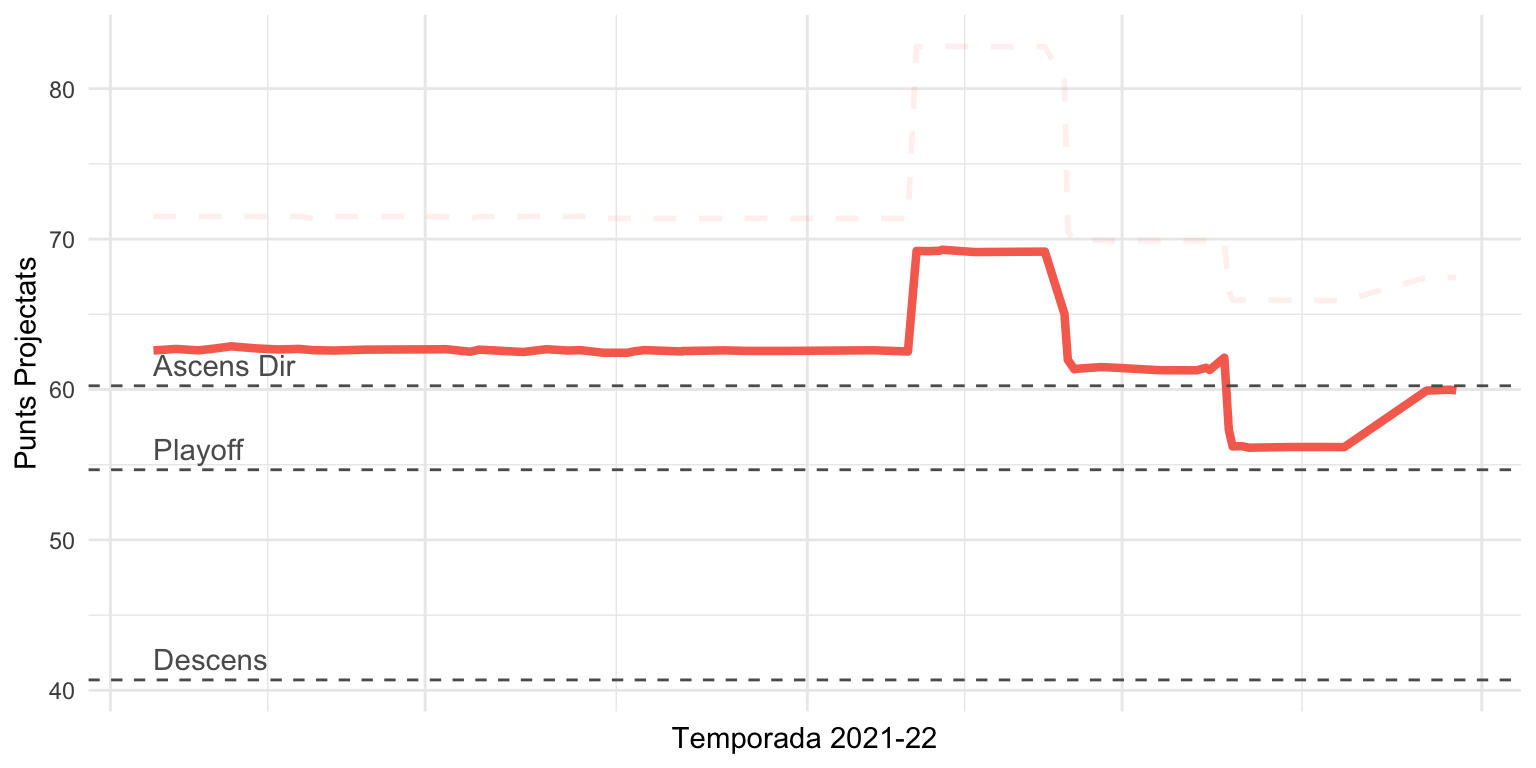 80
70
60
50
40
Punts Projectats
Ascens Dir
Playoff
Descens
Temporada 2021-22